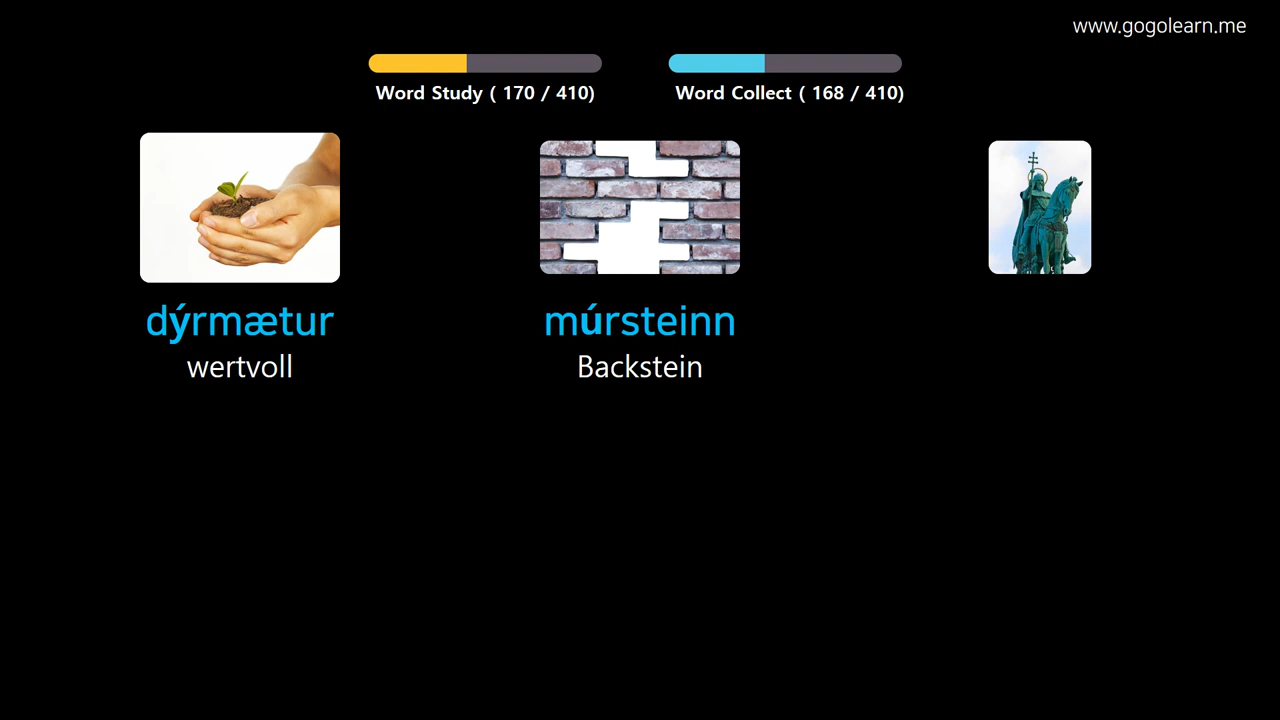 www.gogolearn.me
Word Study ( 170 / 410)
Word Collect ( 168 / 410)
dýrmætur
wertvoll
múrsteinn
Backstein